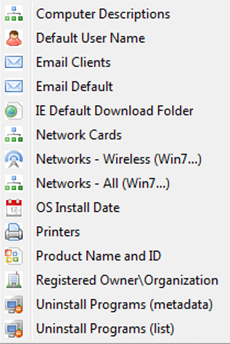 Computer Descriptions
Default User Name
Email Clients
Email Default
IE Default Download Folder
Network Cards
Networks - Wireless (Win7...)
Networks - All (Win7...)
OS Install Date
Printers
Product Name and ID
Registered Owner\Organization
Uninstall Programs (metadata)
Uninstall Programs (list)